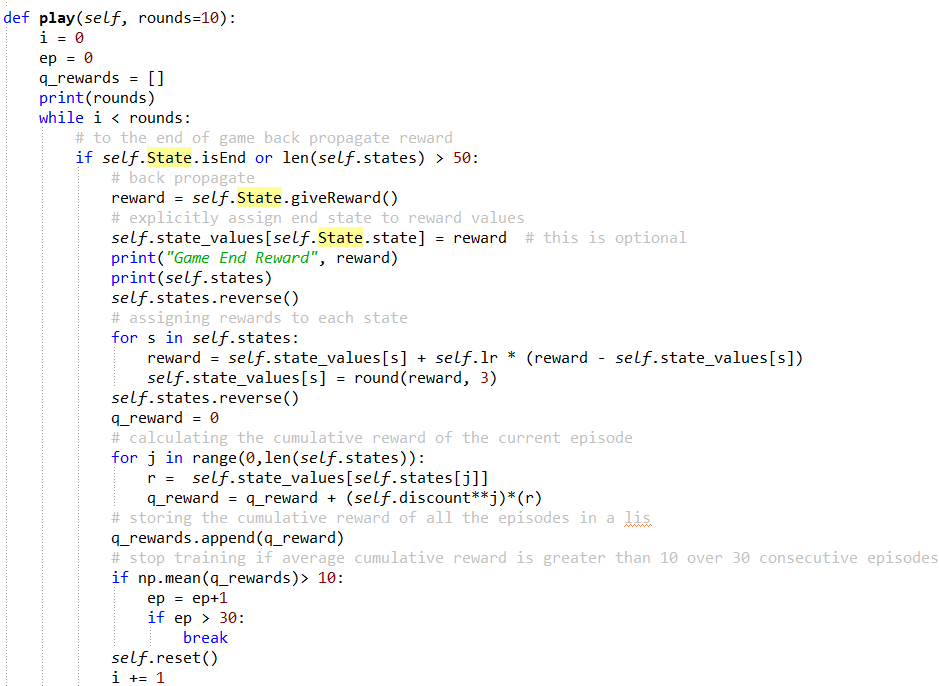 def play(self, rounds=10):
    i = 0
    ep = 0
    q_rewards = []
    print(rounds)
    while i < rounds:
        # to the end of game back propagate reward
        if self.State.isEnd or len(self.states) > 50:
            # back propagate
            reward = self.State.giveReward()
            # explicitly assign end state to reward values
            self.state_values[self.State.state] = reward  # this is optional
            print("Game End Reward", reward)
            print(self.states)
            self.states.reverse()
            # assigning rewards to each state
            for s in self.states:
                reward = self.state_values[s] + self.lr * (reward - self.state_values[s])
                self.state_values[s] = round(reward, 3)
            self.states.reverse()
            q_reward = 0
            # calculating the cumulative reward of the current episode
            for j in range(0,len(self.states)):
                r =  self.state_values[self.states[j]]
                q_reward = q_reward + (self.discount**j)*(r)
            # storing the cumulative reward of all the episodes in a lis
            q_rewards.append(q_reward)
            # stop training if average cumulative reward is greater than 10 over 30 consecutive episodes
            if np.mean(q_rewards)> 10:
                ep = ep+1
                if ep > 30:
                    break
            self.reset()
            i += 1